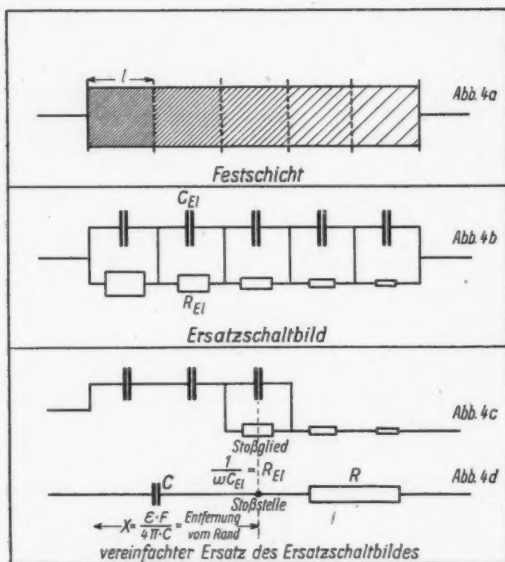 l
Abb. 4a
Festschicht
C_El
Abb. 4b
R_El
Ersatzschaltbild
Abb. 4c
Stoßglied
1/ωC_El = R_El
Abb. 4d
C
R
Stoßstelle
X = ε·F/4π·C = Entfernung vom Rand
vereinfachter Ersatz des Ersatzschaltbildes